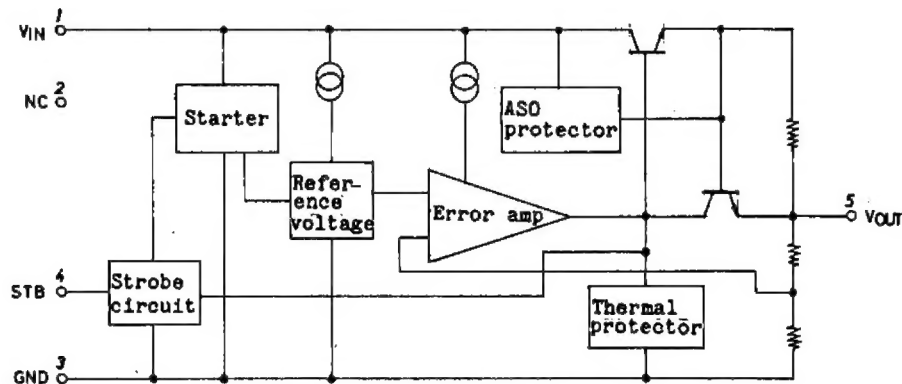 1
VIN
2
NC
Starter
ASO
protector
Refer-
ence
voltage
Error amp
5
VOUT
4
STB
Strobe
circuit
Thermal
protector
3
GND